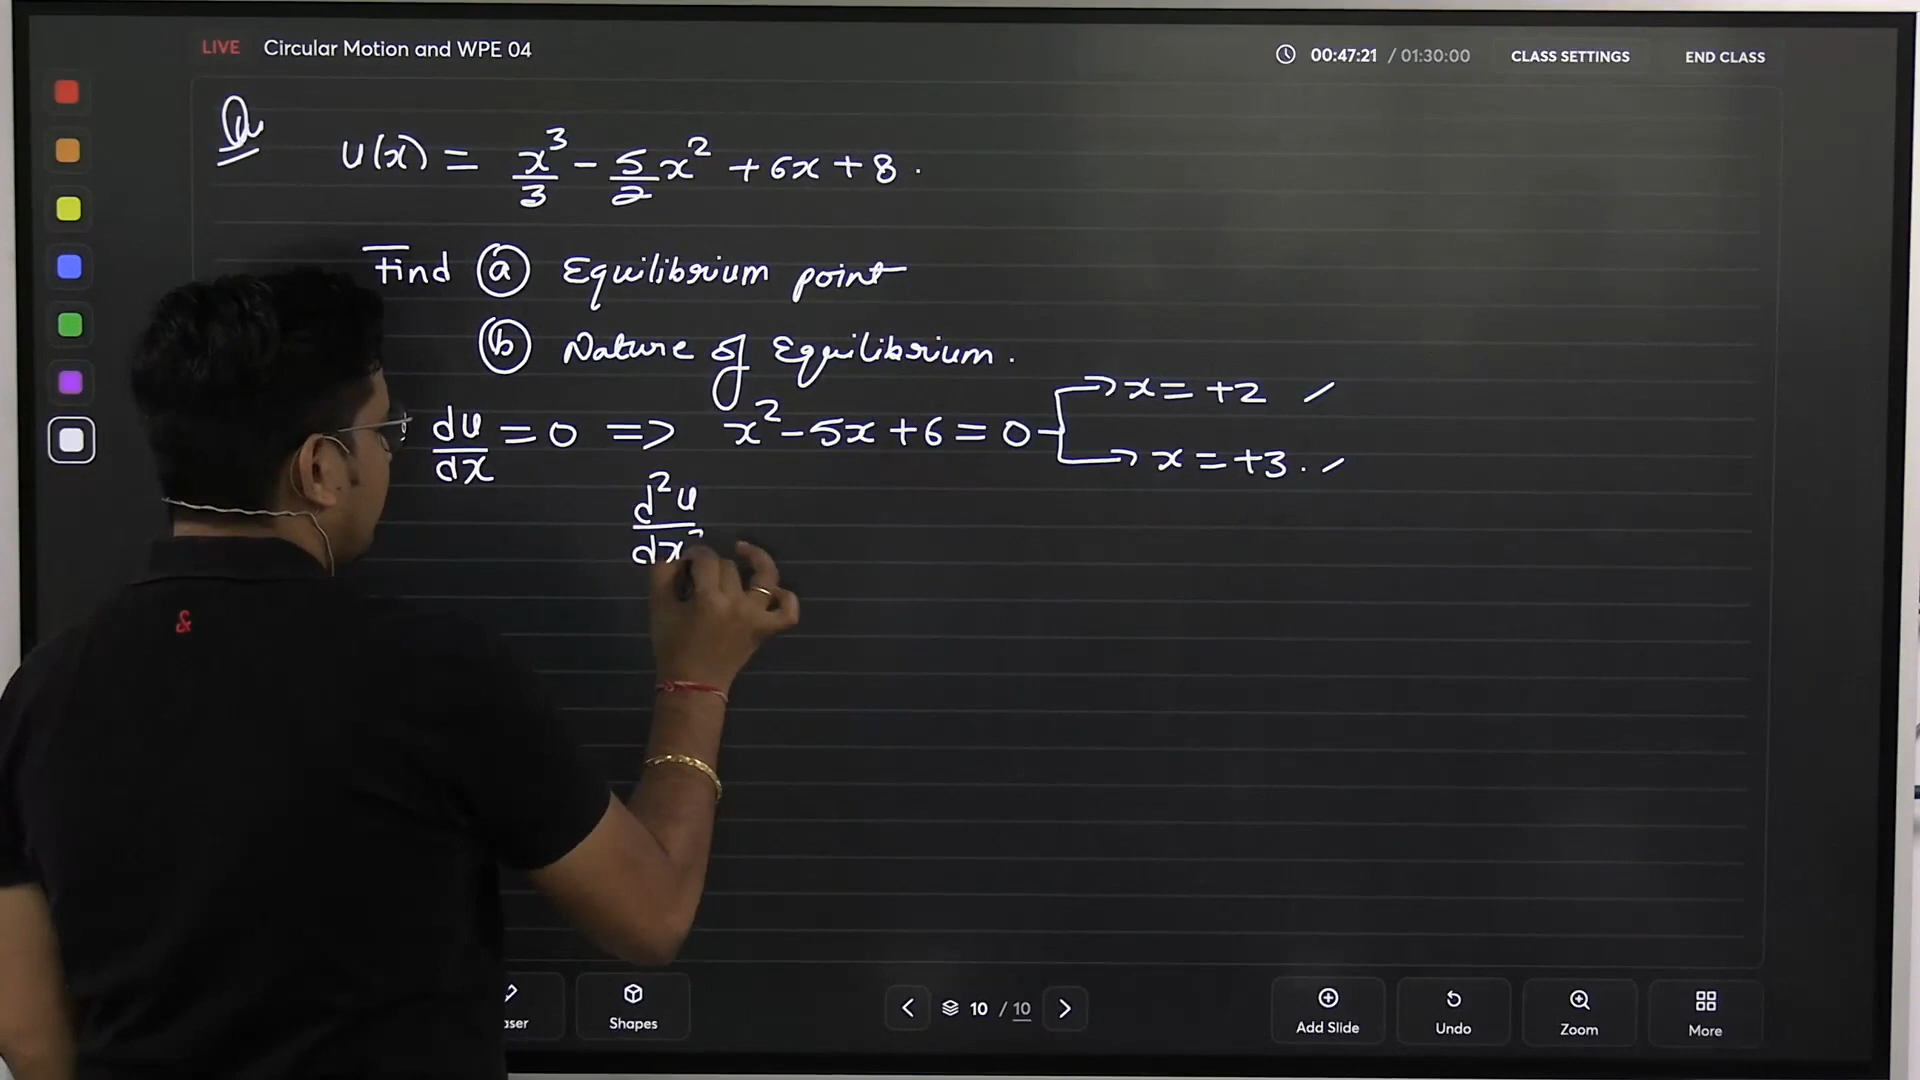 LIVE Circular Motion and WPE 04 00:47:21 / 01:30:00 CLASS SETTINGS END CLASS
Qu
U(x) = x³/3 - 5/2 x² + 6x + 8 .
Find (a) Equilibrium point
(b) Nature of Equilibrium .
du/dx = 0 => x² - 5x + 6 = 0
→ x = +2
→ x = +3 .
d²u/dx²
&
Shapes
10 / 10
Add Slide Undo Zoom More